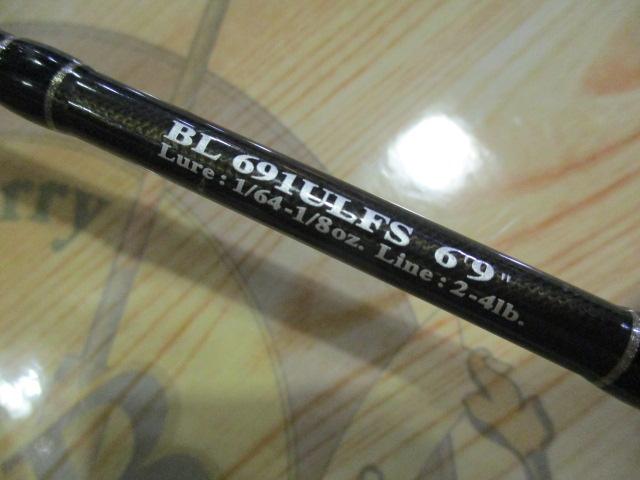 BL 691ULFS 6'9"
Lure : 1/64-1/8oz. Line : 2-4lb.